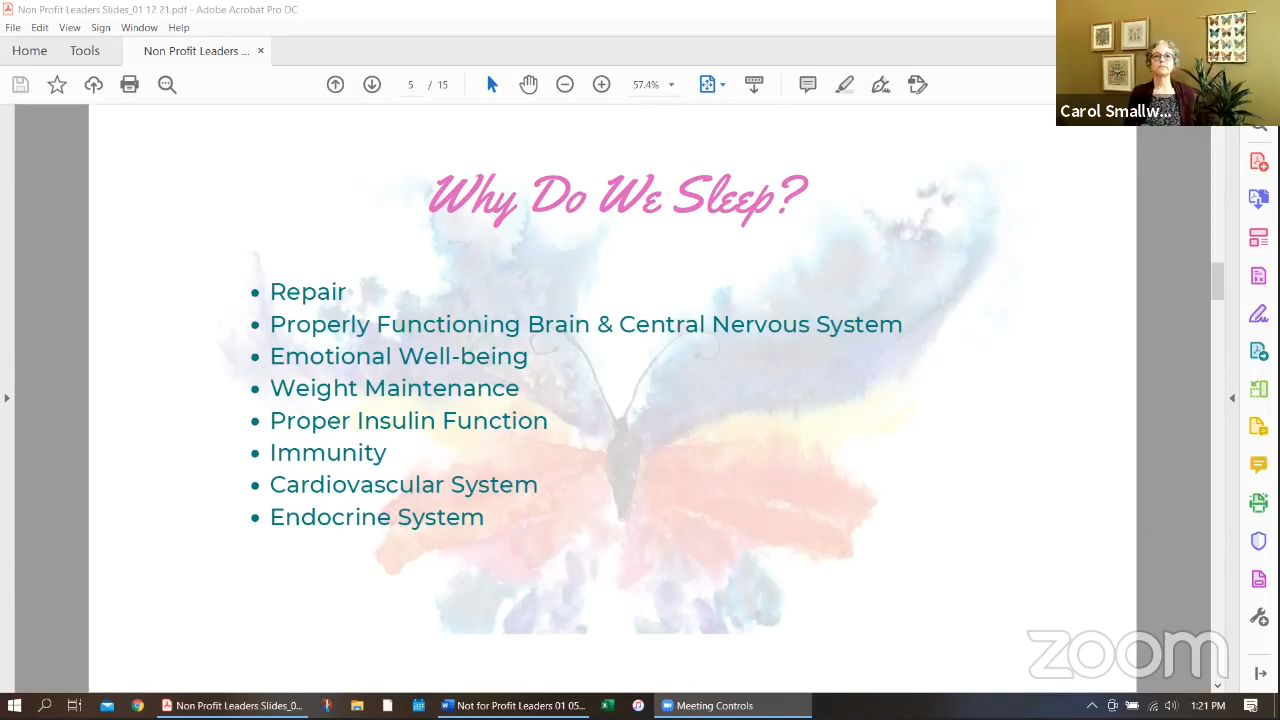 Non Profit Leaders Slides_01 12 21.pdf - Adobe Acrobat Pro DC
File Edit View Sign Window Help
Home Tools Non Profit Leaders ... ×
5 / 15 57.4%
Carol Smallw...
Why Do We Sleep?
• Repair
• Properly Functioning Brain & Central Nervous System
• Emotional Well-being
• Weight Maintenance
• Proper Insulin Function
• Immunity
• Cardiovascular System
• Endocrine System
zoom
Non Profit Leaders Slides_0... Not for Profit Leaders 01 05... Meeting Controls 1:21 PM